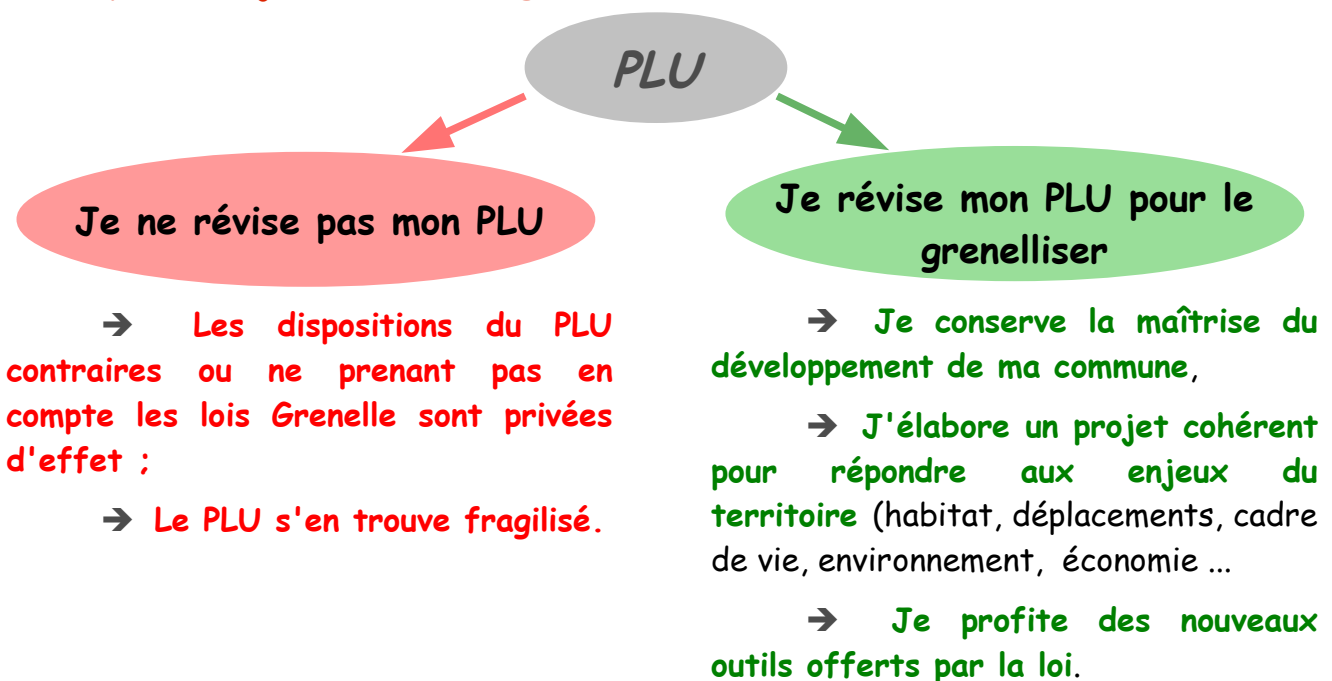 PLU
Je ne révise pas mon PLU
➔ Les dispositions du PLU
contraires ou ne prenant pas en
compte les lois Grenelle sont privées
d'effet ;
➔ Le PLU s'en trouve fragilisé.
Je révise mon PLU pour le
grenelliser
➔ Je conserve la maîtrise du
développement de ma commune,
➔ J'élabore un projet cohérent
pour répondre aux enjeux du
territoire (habitat, déplacements, cadre
de vie, environnement, économie ...
➔ Je profite des nouveaux
outils offerts par la loi.